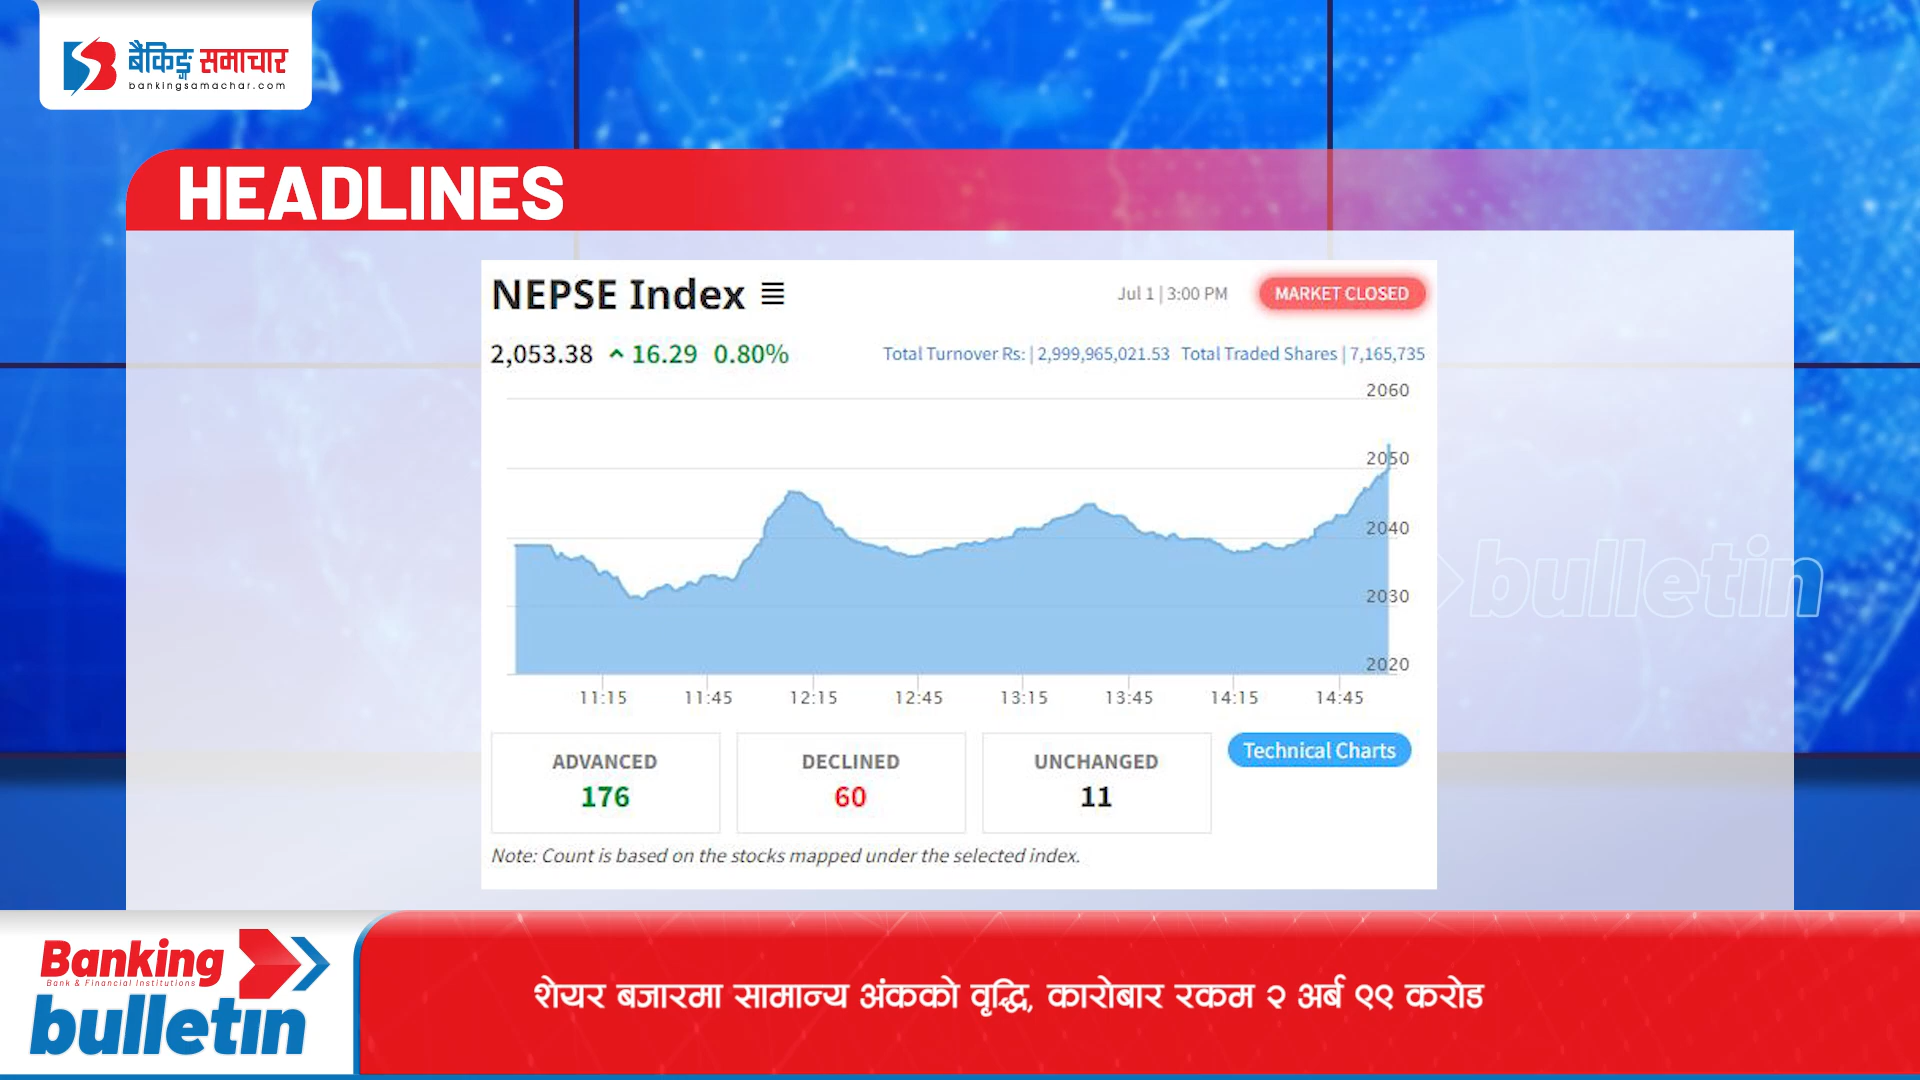 बैकिङ्ग समाचार
bankingsamachar.com
HEADLINES
NEPSE Index
Jul 1 | 3:00 PM
MARKET CLOSED
2,053.38 16.29 0.80%
Total Turnover Rs: | 2,999,965,021.53 Total Traded Shares | 7,165,735
2060
2050
2040
2030
2020
11:15 11:45 12:15 12:45 13:15 13:45 14:15 14:45
ADVANCED
176
DECLINED
60
UNCHANGED
11
Technical Charts
Note: Count is based on the stocks mapped under the selected index.
bulletin
Banking
Bank & Financial Institutions
bulletin
शेयर बजारमा सामान्य अंकको वृद्धि, कारोबार रकम २ अर्ब ९९ करोड